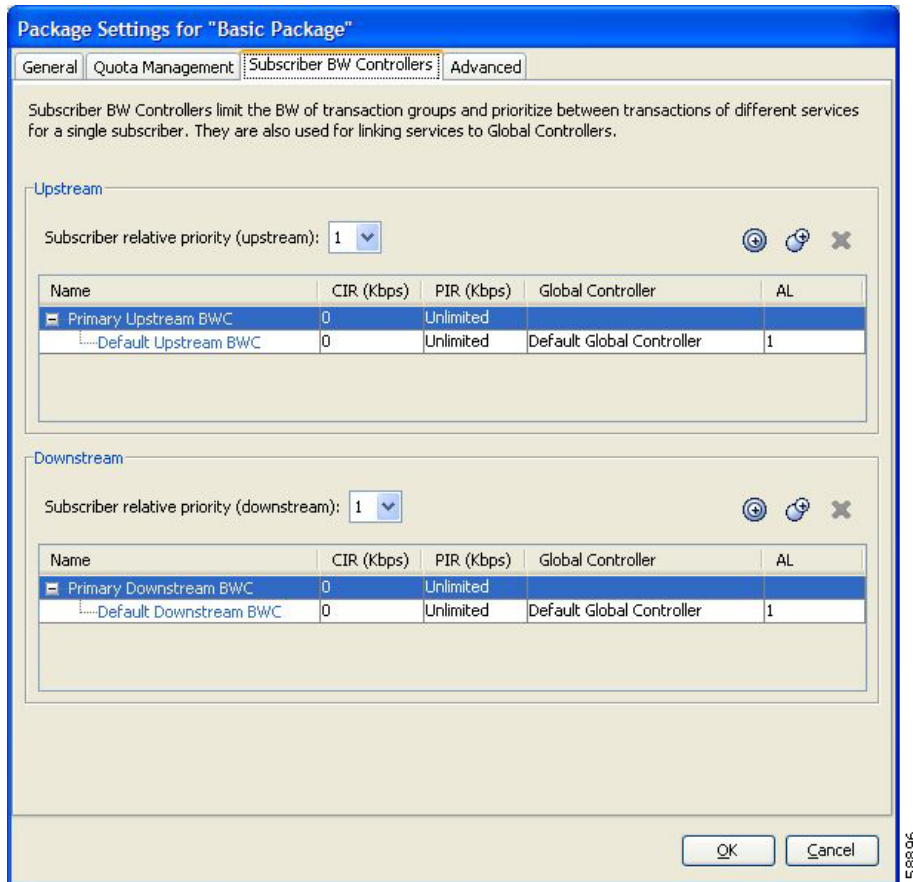 Package Settings for "Basic Package"
General Quota Management Subscriber BW Controllers Advanced
Subscriber BW Controllers limit the BW of transaction groups and prioritize between transactions of different services
for a single subscriber. They are also used for linking services to Global Controllers.
Upstream
Subscriber relative priority (upstream): 1
Name CIR (Kbps) PIR (Kbps) Global Controller AL
Primary Upstream BWC 0 Unlimited
Default Upstream BWC 0 Unlimited Default Global Controller 1
Downstream
Subscriber relative priority (downstream): 1
Name CIR (Kbps) PIR (Kbps) Global Controller AL
Primary Downstream BWC 0 Unlimited
Default Downstream BWC 0 Unlimited Default Global Controller 1
OK Cancel